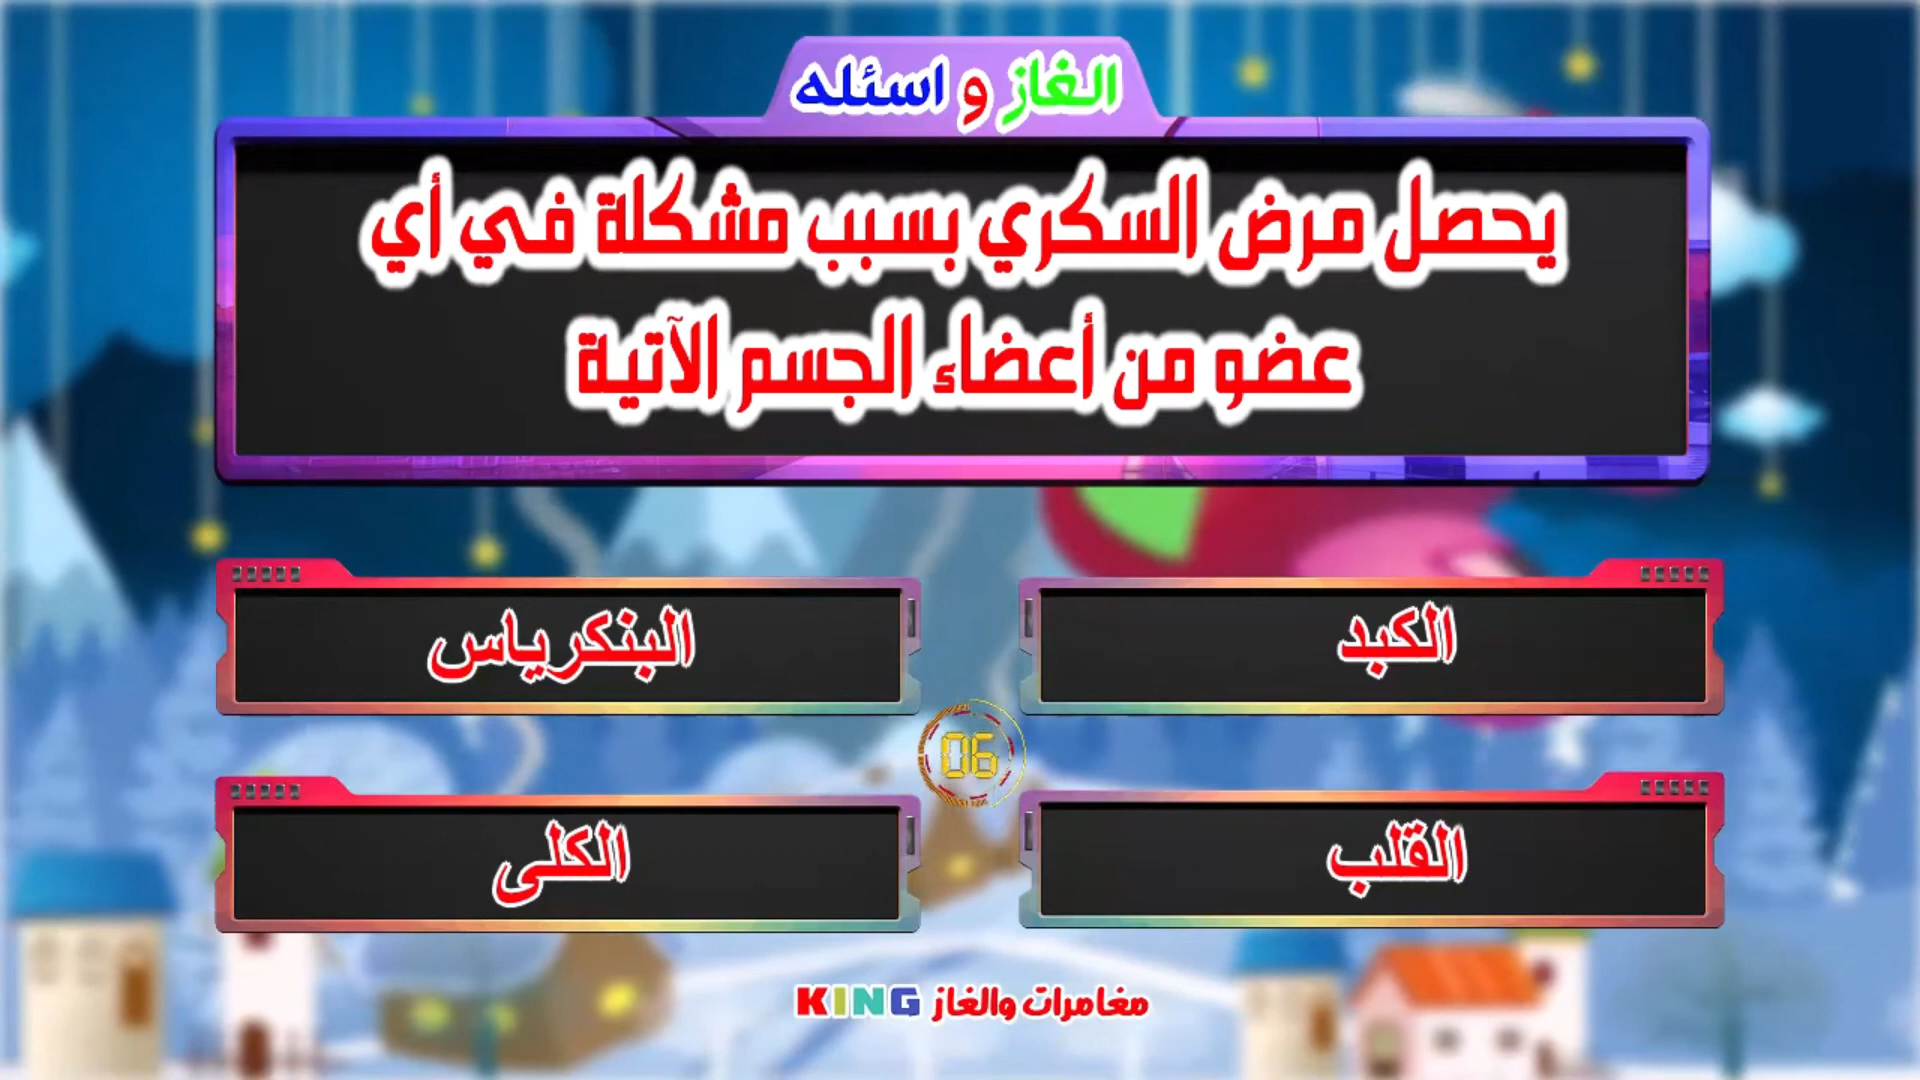 الغاز و اسئله
يحصل مرض السكري بسبب مشكلة في أي
عضو من أعضاء الجسم الآتية
الكبد
البنكرياس
06
القلب
الكلى
مغامرات والغاز KING